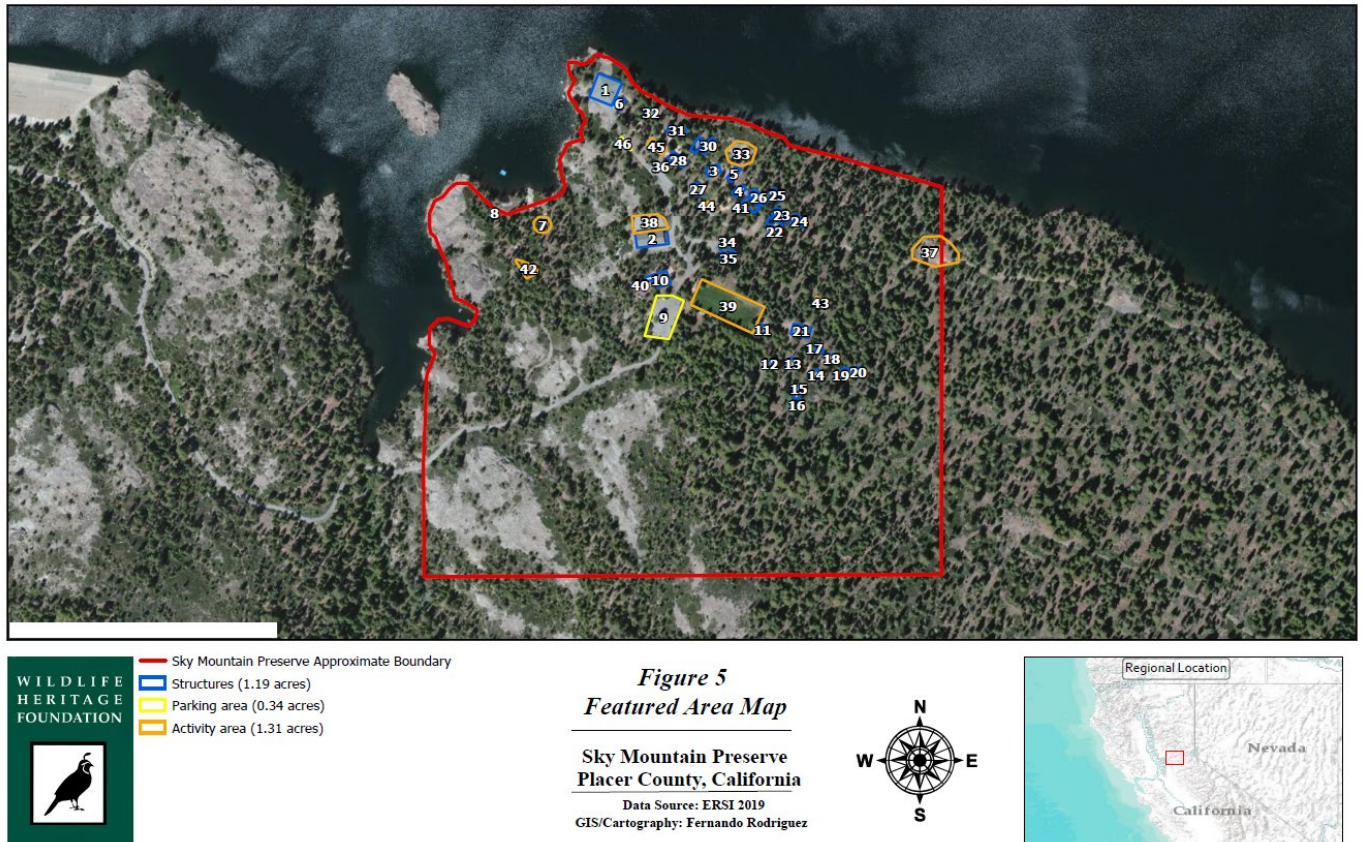 1
6
32
31
46
45
30
33
36
28
3
5
27
4
26
25
44
41
23
24
22
8
7
38
2
34
35
37
42
40
10
9
39
43
11
21
17
12
13
18
14
19
20
15
16
WILDLIFE
HERITAGE
FOUNDATION
Sky Mountain Preserve Approximate Boundary
Structures (1.19 acres)
Parking area (0.34 acres)
Activity area (1.31 acres)
Figure 5
Featured Area Map
Sky Mountain Preserve
Placer County, California
Data Source: ERSI 2019
GIS/Cartography: Fernando Rodriguez
N
W
E
S
Regional Location
Nevada
California